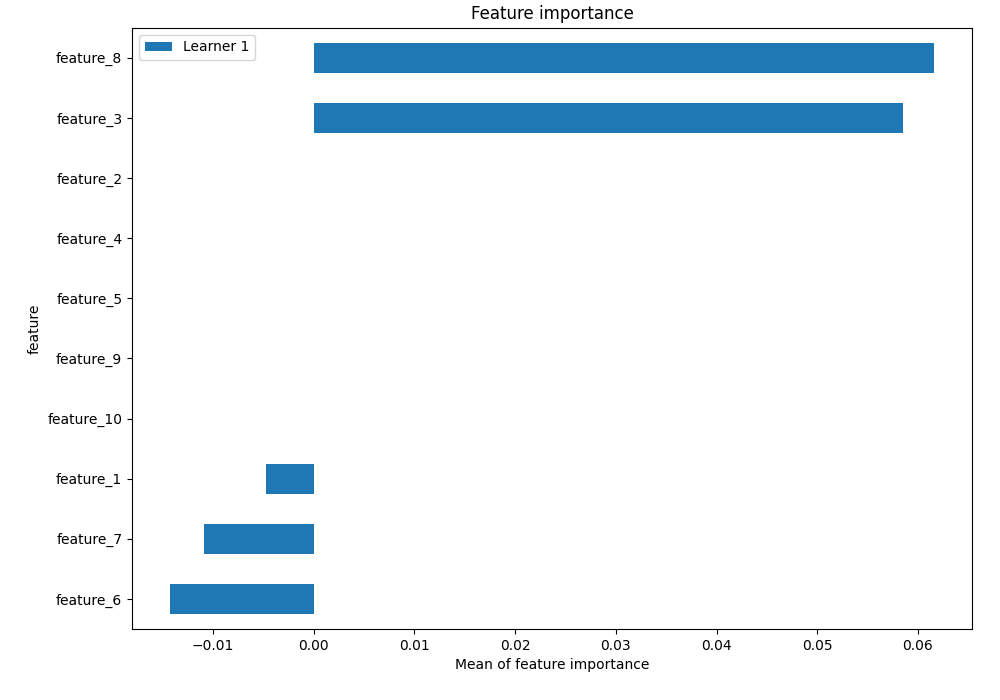 Feature importance
Learner 1
feature_8
feature_3
feature_2
feature_4
feature_5
feature_9
feature_10
feature_1
feature_7
feature_6
feature
−0.01 0.00 0.01 0.02 0.03 0.04 0.05 0.06
Mean of feature importance